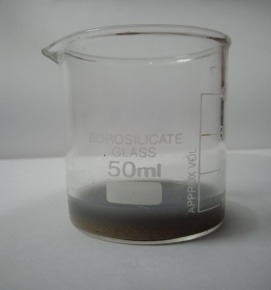 BOROSILICATE
GLASS
50ml
APPROX VOL